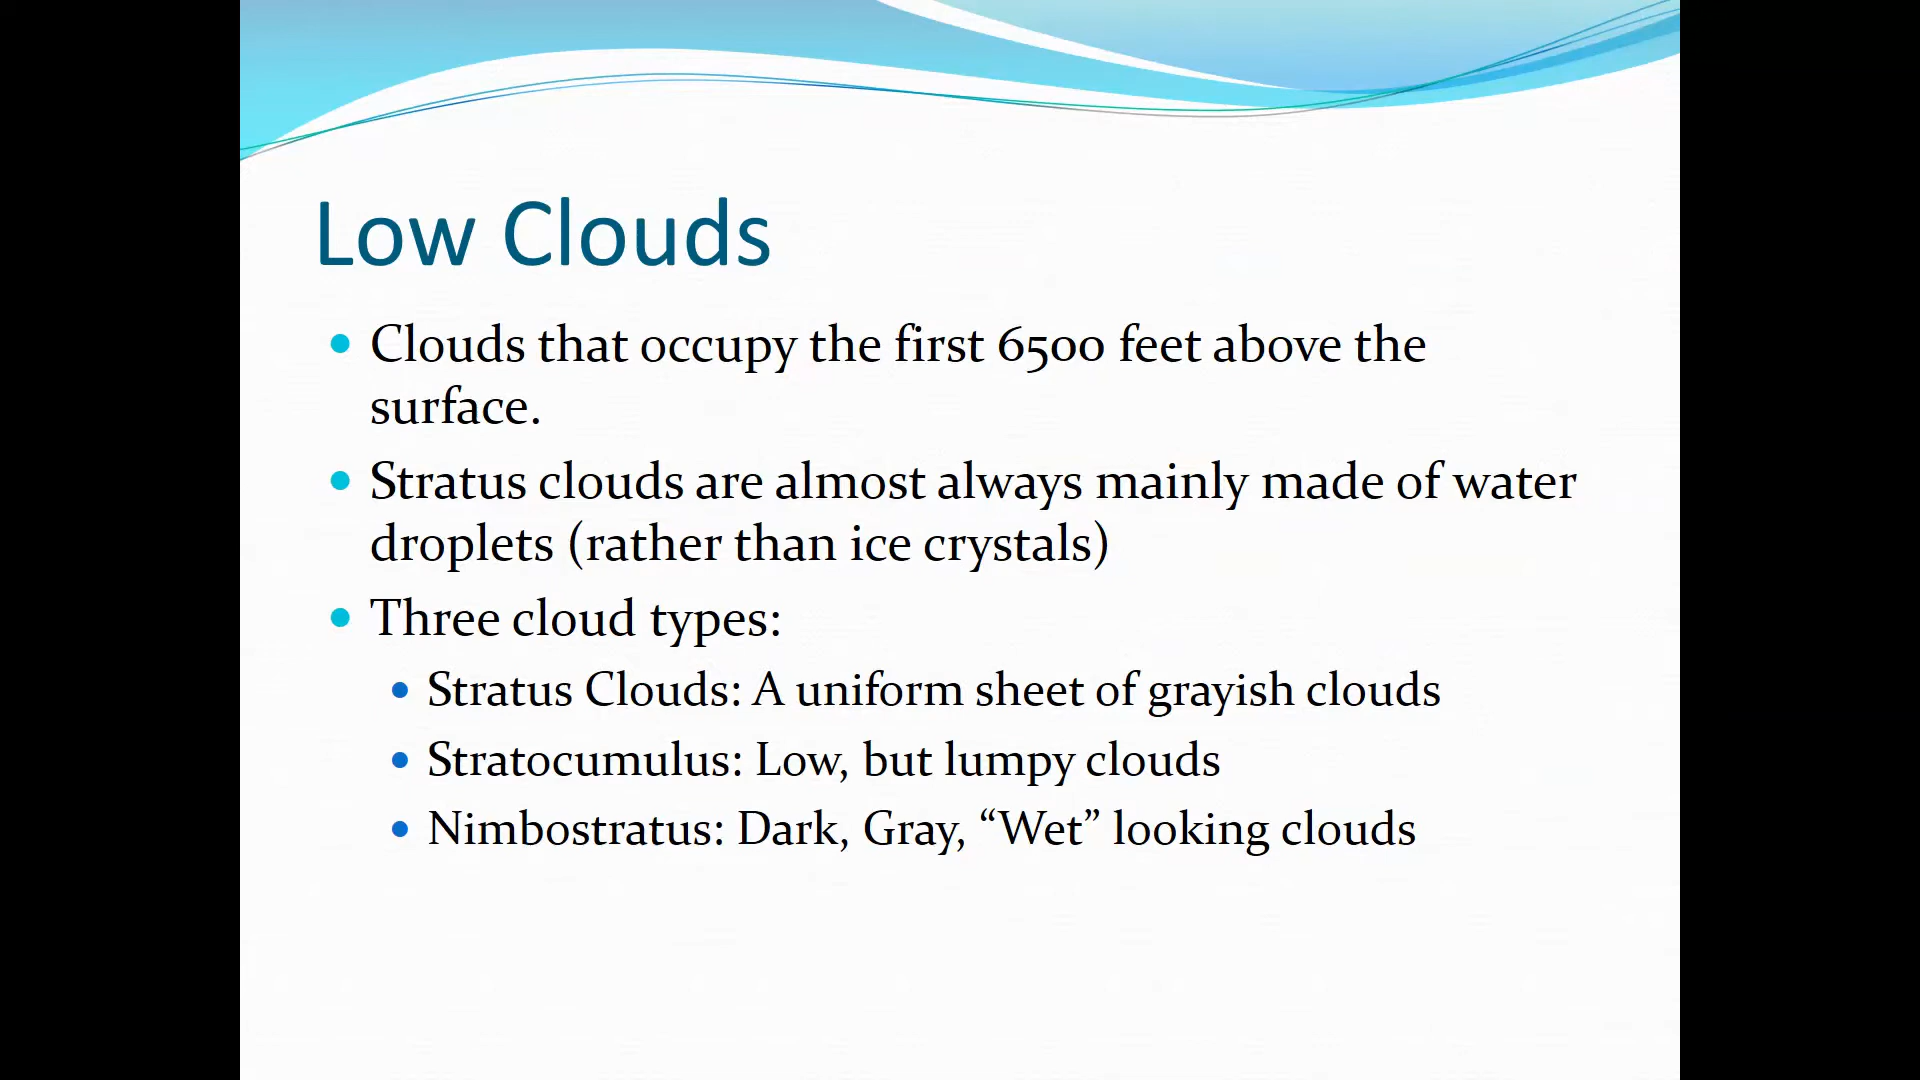 Low Clouds
• Clouds that occupy the first 6500 feet above the
surface.
• Stratus clouds are almost always mainly made of water
droplets (rather than ice crystals)
• Three cloud types:
• Stratus Clouds: A uniform sheet of grayish clouds
• Stratocumulus: Low, but lumpy clouds
• Nimbostratus: Dark, Gray, “Wet” looking clouds